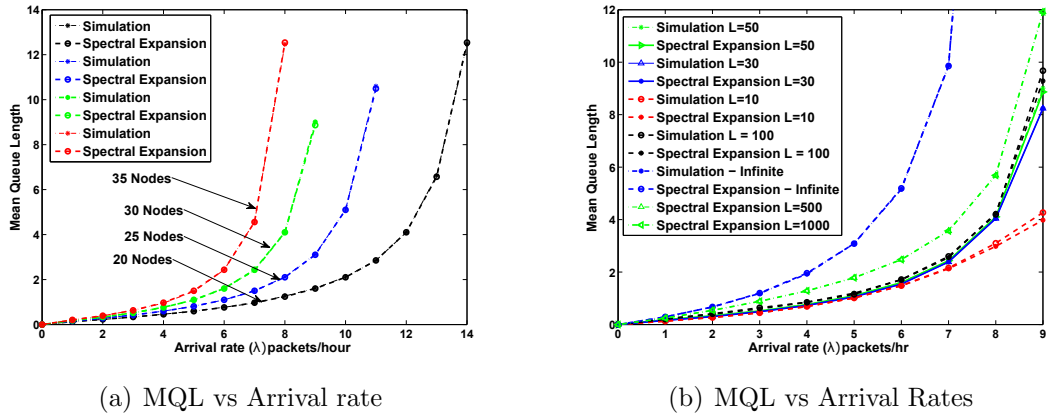 14
12
10
8
6
4
2
0
Mean Queue Length
Simulation
Spectral Expansion
Simulation
Spectral Expansion
Simulation
Spectral Expansion
Simulation
Spectral Expansion
35 Nodes
30 Nodes
25 Nodes
20 Nodes
0 2 4 6 8 10 12 14
Arrival rate (λ) packets/hour
(a) MQL vs Arrival rate
12
10
8
6
4
2
0
Mean Queue Length
Simulation L=50
Spectral Expansion L=50
Simulation L=30
Spectral Expansion L=30
Simulation L=10
Spectral Expansion L=10
Simulation L = 100
Spectral Expansion L = 100
Simulation − Infinite
Spectral Expansion − Infinite
Spectral Expansion L=500
Spectral Expansion L=1000
0 1 2 3 4 5 6 7 8 9
Arrival rate (λ) packets/hr
(b) MQL vs Arrival Rates